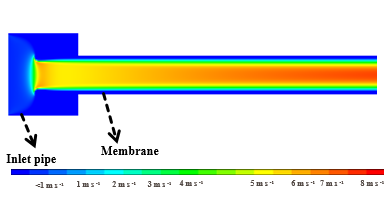 Inlet pipe
Membrane
<1 m s⁻¹ 1 m s⁻¹ 2 m s⁻¹ 3 m s⁻¹ 4 m s⁻¹ 5 m s⁻¹ 6 m s⁻¹ 7 m s⁻¹ 8 m s⁻¹